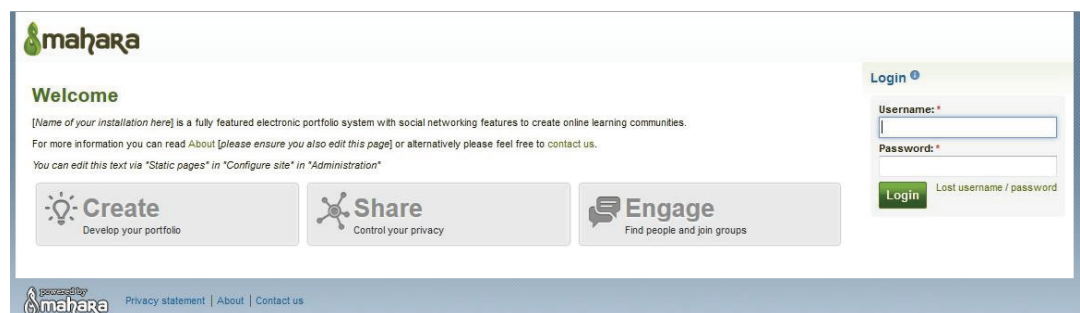 mahara
Welcome
[Name of your installation here] is a fully featured electronic portfolio system with social networking features to create online learning communities.
For more information you can read About [please ensure you also edit this page] or alternatively please feel free to contact us.
You can edit this text via "Static pages" in "Configure site" in "Administration"
Create
Develop your portfolio
Share
Control your privacy
Engage
Find people and join groups
Login
Username: *
Password: *
Login
Lost username / password
powered by
mahara
Privacy statement | About | Contact us